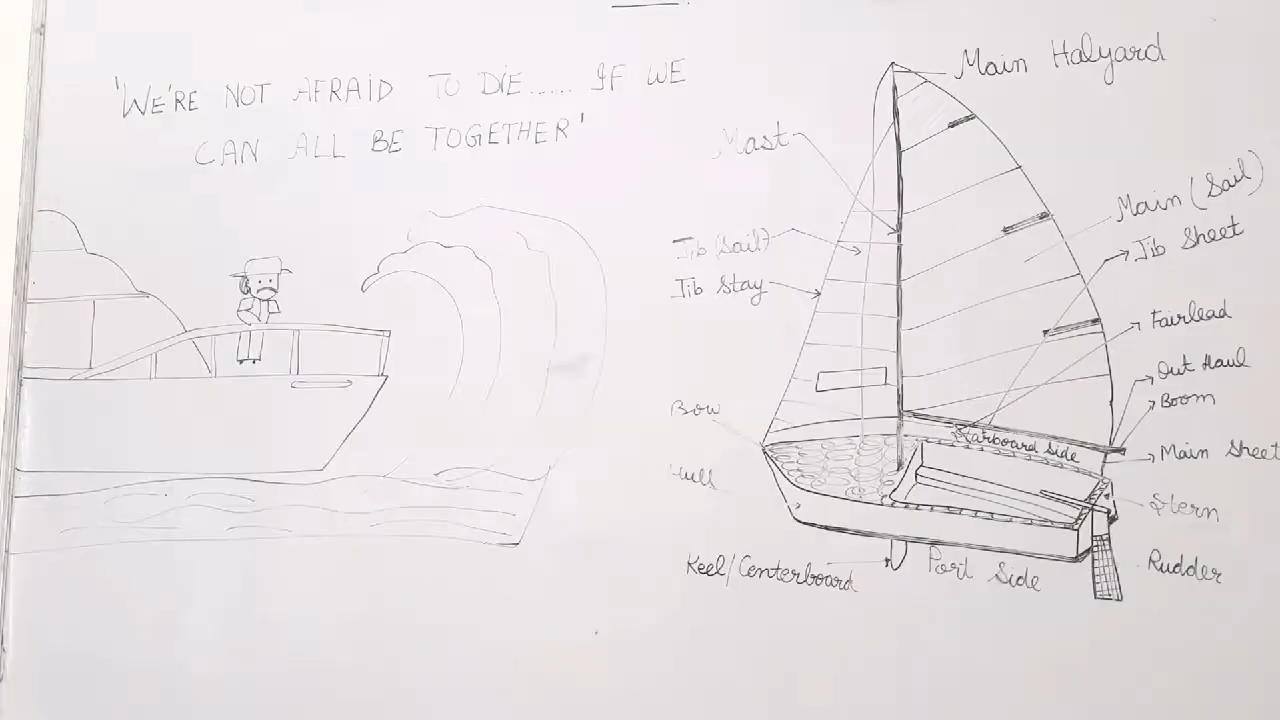 'WE'RE NOT AFRAID TO DIE...... IF WE
CAN ALL BE TOGETHER'
Main Halyard
Mast
Main (Sail)
Jib (Sail)
Jib Sheet
Jib Stay
Fairlead
Out Haul
Boom
Bow
Starboard Side
Main Sheet
Hull
Stern
Keel/Centerboard
Port Side
Rudder